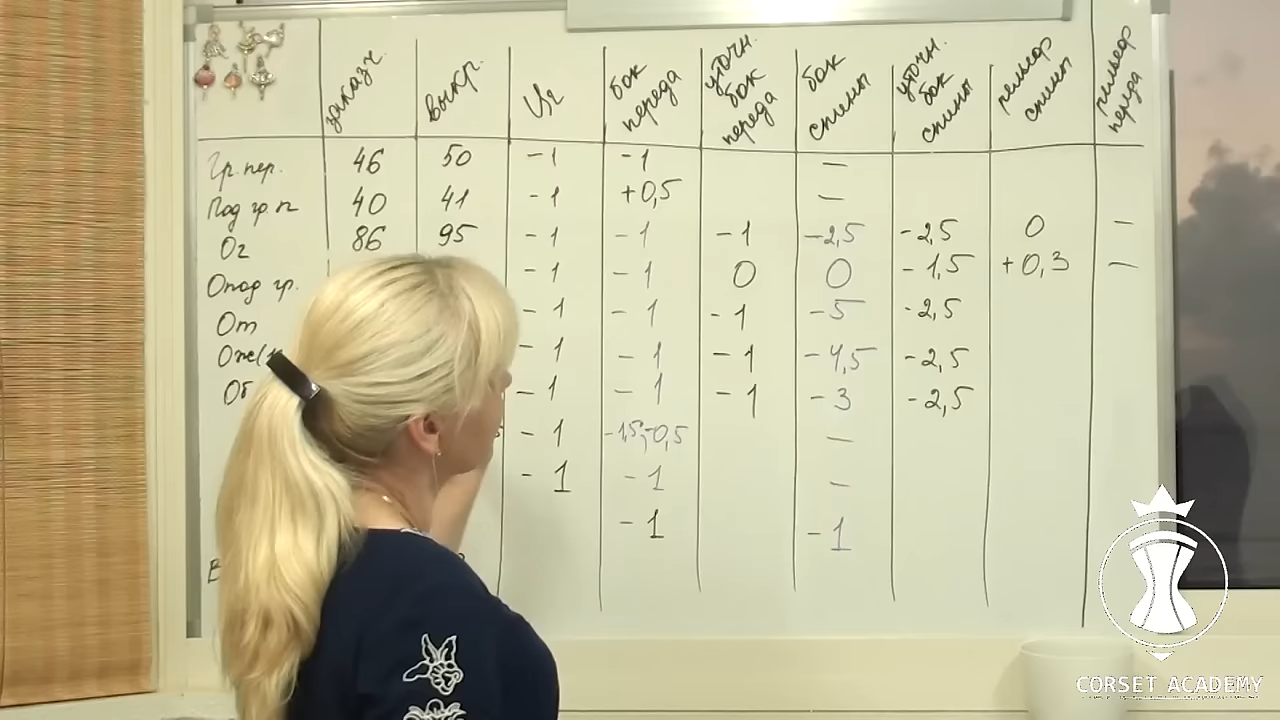 заказч. выкр. Цг бок переда уточн. бок переда бок спины уточн. бок спины рельеф спины рельеф переда
Гр. пер. 46 50 -1 -1 —
Под гр. п 40 41 -1 +0,5 —
Ог 86 95 -1 -1 -1 -2,5 -2,5 0 —
Опод гр. -1 -1 0 0 -1,5 +0,3 —
От -1 -1 -1 -5 -2,5
Ож( -1 -1 -1 -4,5 -2,5
Об -1 -1 -1 -3 -2,5
-1 -1,5;-0,5 —
-1 -1 —
-1 -1
В
CORSET ACADEMY